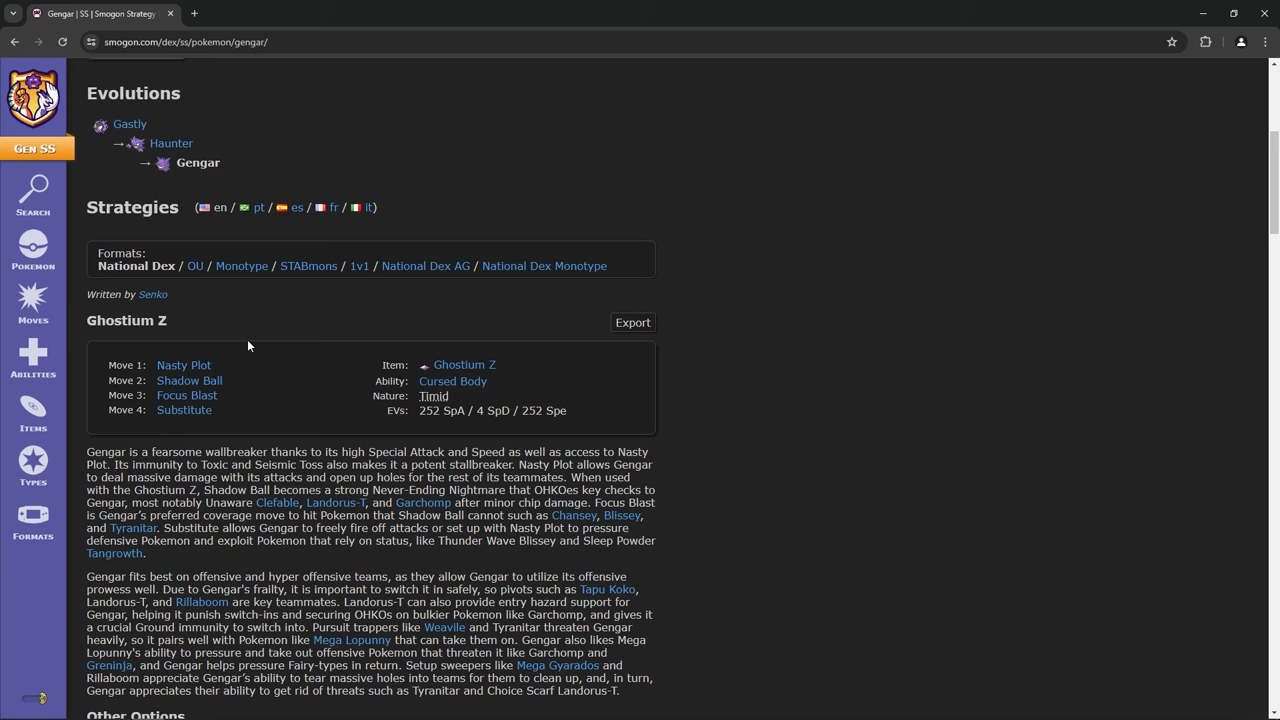 Gengar | SS | Smogon Strategy
smogon.com/dex/ss/pokemon/gengar/
Evolutions
Gastly
→ Haunter
→ Gengar
Gen SS
Search
Pokemon
Moves
Abilities
Items
Types
Formats
Strategies (en / pt / es / fr / it)
Formats:
National Dex / OU / Monotype / STABmons / 1v1 / National Dex AG / National Dex Monotype
Written by Senko
Ghostium Z
Export
Move 1: Nasty Plot
Move 2: Shadow Ball
Move 3: Focus Blast
Move 4: Substitute
Item: Ghostium Z
Ability: Cursed Body
Nature: Timid
EVs: 252 SpA / 4 SpD / 252 Spe
Gengar is a fearsome wallbreaker thanks to its high Special Attack and Speed as well as access to Nasty
Plot. Its immunity to Toxic and Seismic Toss also makes it a potent stallbreaker. Nasty Plot allows Gengar
to deal massive damage with its attacks and open up holes for the rest of its teammates. When used
with the Ghostium Z, Shadow Ball becomes a strong Never-Ending Nightmare that OHKOes key checks to
Gengar, most notably Unaware Clefable, Landorus-T, and Garchomp after minor chip damage. Focus Blast
is Gengar's preferred coverage move to hit Pokemon that Shadow Ball cannot such as Chansey, Blissey,
and Tyranitar. Substitute allows Gengar to freely fire off attacks or set up with Nasty Plot to pressure
defensive Pokemon and exploit Pokemon that rely on status, like Thunder Wave Blissey and Sleep Powder
Tangrowth.
Gengar fits best on offensive and hyper offensive teams, as they allow Gengar to utilize its offensive
prowess well. Due to Gengar's frailty, it is important to switch it in safely, so pivots such as Tapu Koko,
Landorus-T, and Rillaboom are key teammates. Landorus-T can also provide entry hazard support for
Gengar, helping it punish switch-ins and securing OHKOs on bulkier Pokemon like Garchomp, and gives it
a crucial Ground immunity to switch into. Pursuit trappers like Weavile and Tyranitar threaten Gengar
heavily, so it pairs well with Pokemon like Mega Lopunny that can take them on. Gengar also likes Mega
Lopunny's ability to pressure and take out offensive Pokemon that threaten it like Garchomp and
Greninja, and Gengar helps pressure Fairy-types in return. Setup sweepers like Mega Gyarados and
Rillaboom appreciate Gengar's ability to tear massive holes into teams for them to clean up, and, in turn,
Gengar appreciates their ability to get rid of threats such as Tyranitar and Choice Scarf Landorus-T.
Other Options